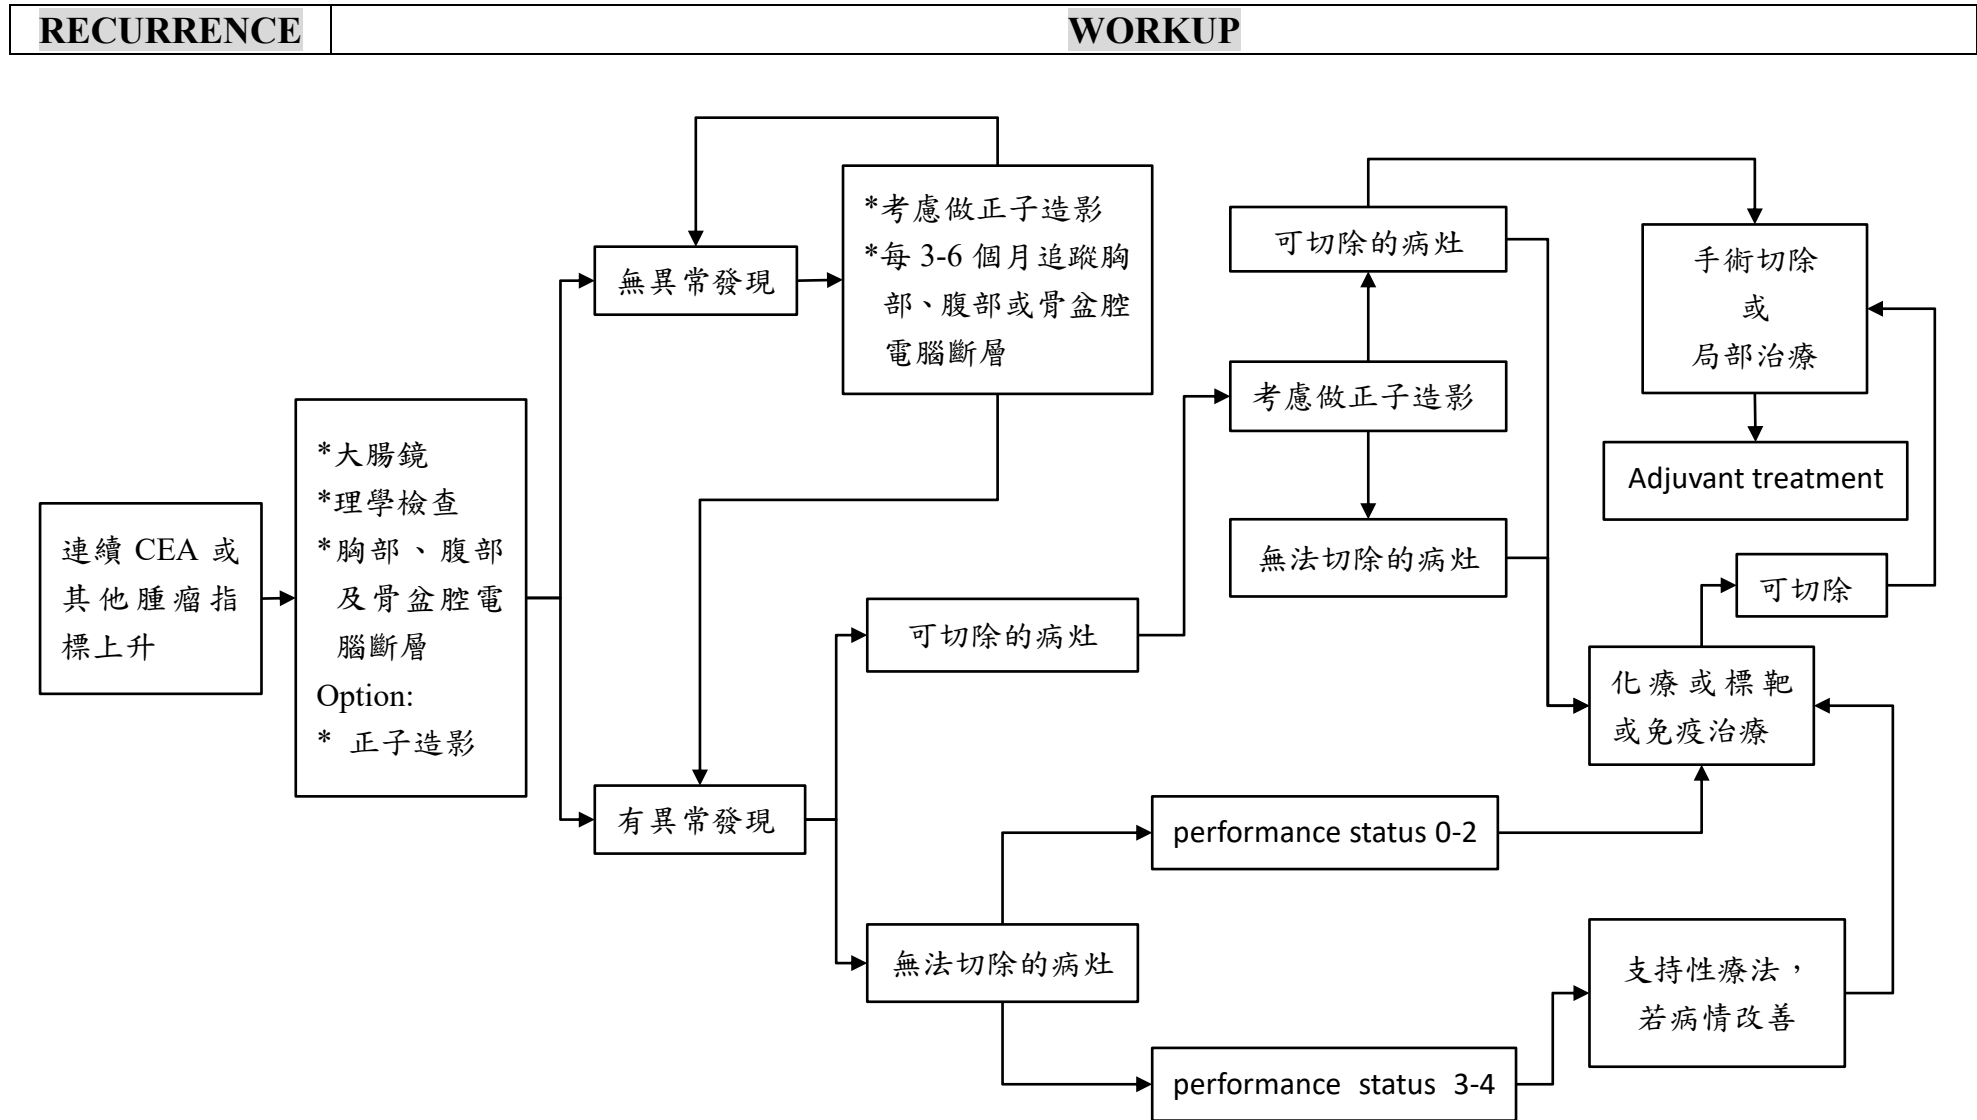 RECURRENCE
WORKUP
連續 CEA 或
其他腫瘤指
標上升
*大腸鏡
*理學檢查
*胸部、腹部
及骨盆腔電
腦斷層
Option:
* 正子造影
無異常發現
*考慮做正子造影
*每 3-6 個月追蹤胸
部、腹部或骨盆腔
電腦斷層
有異常發現
可切除的病灶
無法切除的病灶
考慮做正子造影
可切除的病灶
無法切除的病灶
performance status 0-2
performance status 3-4
支持性療法，
若病情改善
化療或標靶
或免疫治療
可切除
手術切除
或
局部治療
Adjuvant treatment